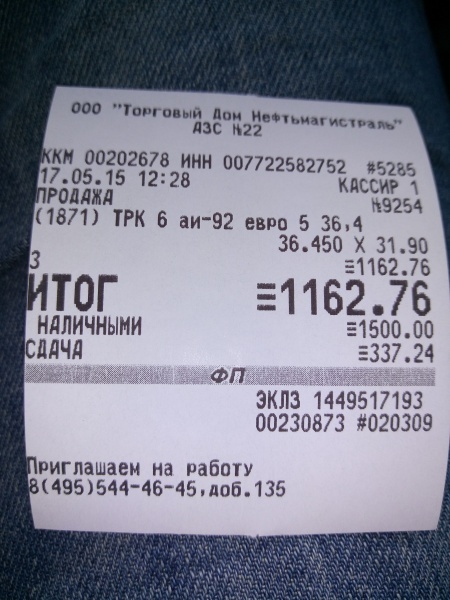 ООО "Торговый Дом Нефтьмагистраль"
АЗС №22
ККМ 00202678 ИНН 007722582752 #5285
17.05.15 12:28 КАССИР 1
ПРОДАЖА №9254
(1871) ТРК 6 аи-92 евро 5 36,4
36.450 X 31.90
3 ≡1162.76
ИТОГ ≡1162.76
НАЛИЧНЫМИ ≡1500.00
СДАЧА ≡337.24
ФП
ЭКЛЗ 1449517193
00230873 #020309
Приглашаем на работу
8(495)544-46-45,доб.135